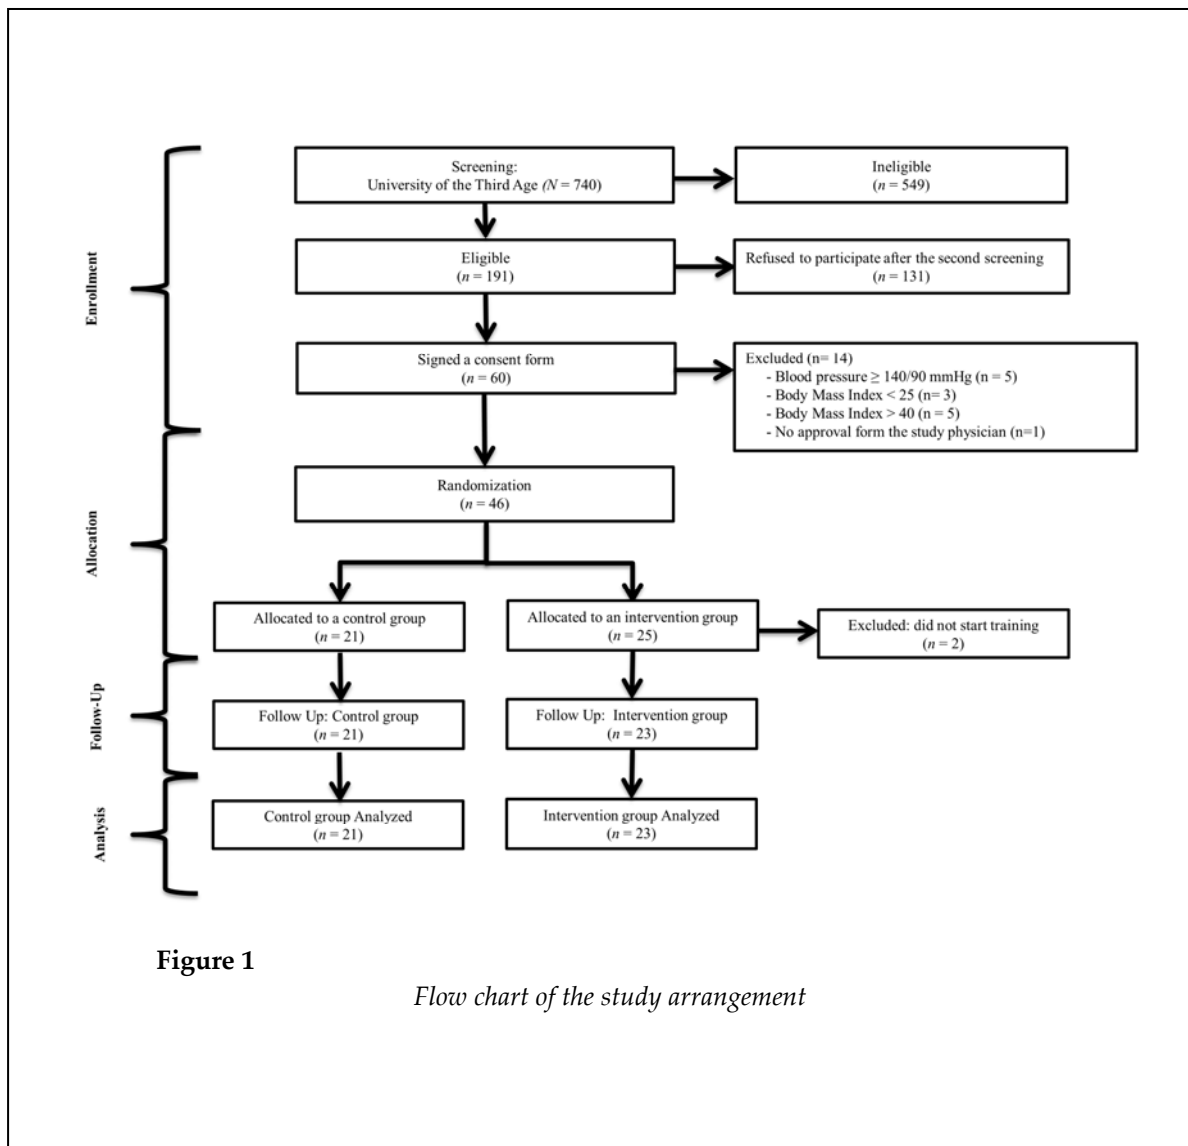 Screening:
University of the Third Age (N = 740)
Ineligible
(n = 549)
Enrollment
Eligible
(n = 191)
Refused to participate after the second screening
(n = 131)
Signed a consent form
(n = 60)
Excluded (n= 14)
- Blood pressure ≥ 140/90 mmHg (n = 5)
- Body Mass Index < 25 (n= 3)
- Body Mass Index > 40 (n = 5)
- No approval form the study physician (n=1)
Allocation
Randomization
(n = 46)
Allocated to a control group
(n = 21)
Allocated to an intervention group
(n = 25)
Excluded: did not start training
(n = 2)
Follow-Up
Follow Up: Control group
(n = 21)
Follow Up: Intervention group
(n = 23)
Analysis
Control group Analyzed
(n = 21)
Intervention group Analyzed
(n = 23)
Figure 1
Flow chart of the study arrangement